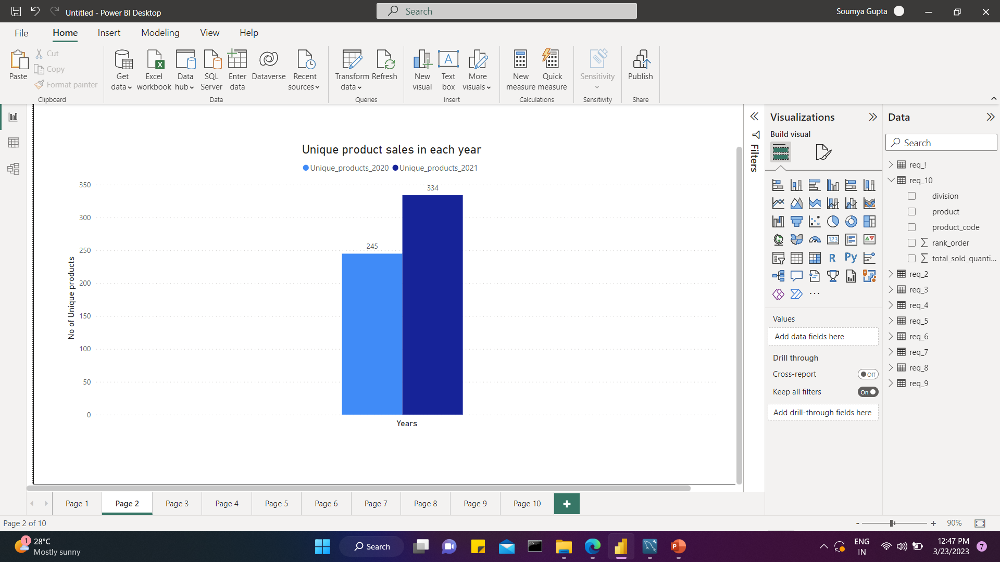 Untitled - Power BI Desktop
Search
Soumya Gupta
File Home Insert Modeling View Help
Paste
Cut
Copy
Format painter
Clipboard
Get data
Excel workbook
Data hub
SQL Server
Enter data
Dataverse
Recent sources
Data
Transform data
Refresh
Queries
New visual
Text box
More visuals
Insert
New measure
Quick measure
Calculations
Sensitivity
Sensitivity
Publish
Share
Unique product sales in each year
Unique_products_2020 Unique_products_2021
350
300
250
200
150
100
50
0
No of Unique products
245
334
Years
Filters
Visualizations
Build visual
123
R
Py
Values
Add data fields here
Drill through
Cross-report
Off
Keep all filters
On
Add drill-through fields here
Data
Search
req_!
req_10
division
product
product_code
rank_order
total_sold_quanti...
req_2
req_3
req_4
req_5
req_6
req_7
req_8
req_9
Page 1 Page 2 Page 3 Page 4 Page 5 Page 6 Page 7 Page 8 Page 9 Page 10
Page 2 of 10
90%
1
28°C
Mostly sunny
Search
ENG
IN
12:47 PM
3/23/2023
7